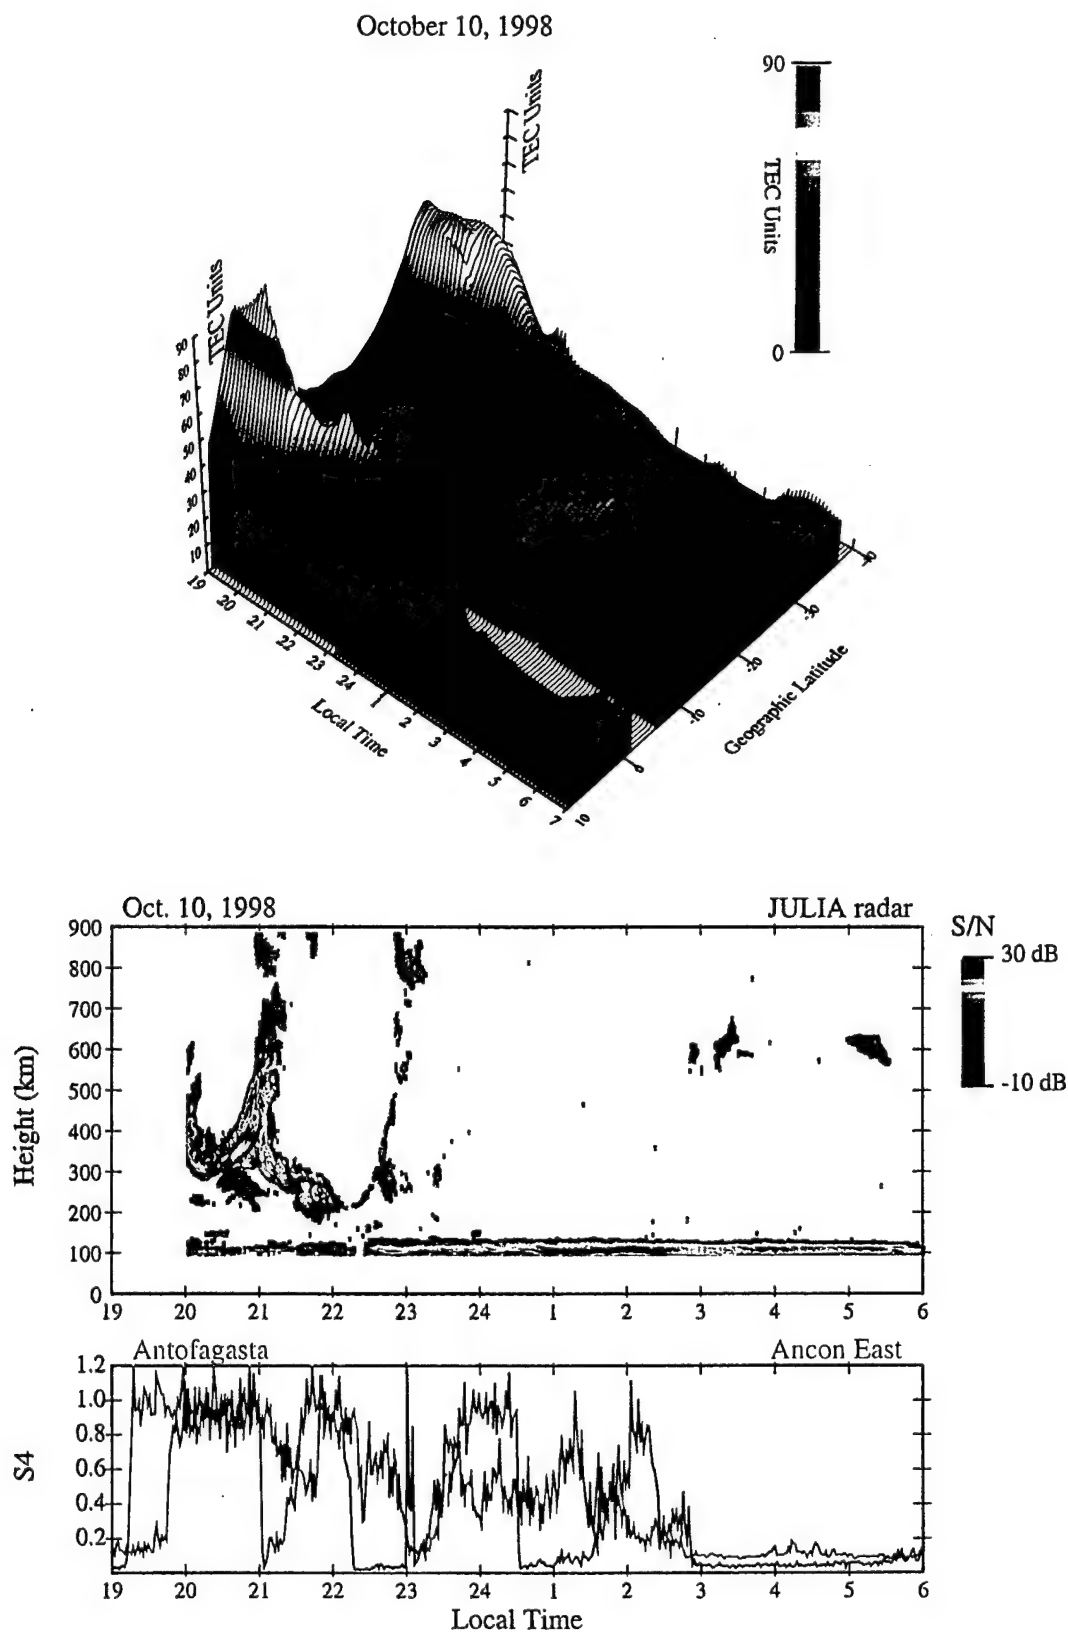 October 10, 1998
TEC Units
90
TEC Units
0
TEC Units
90
80
70
60
50
40
30
20
10
19 20 21 22 23 24 1 2 3 4 5 6 7
Local Time
10 0 -10 -20 -30 -40
Geographic Latitude
Oct. 10, 1998 JULIA radar
S/N
30 dB
-10 dB
900
800
700
600
500
400
300
200
100
0
Height (km)
19 20 21 22 23 24 1 2 3 4 5 6
Antofagasta Ancon East
1.2
1.0
0.8
0.6
0.4
0.2
S4
19 20 21 22 23 24 1 2 3 4 5 6
Local Time